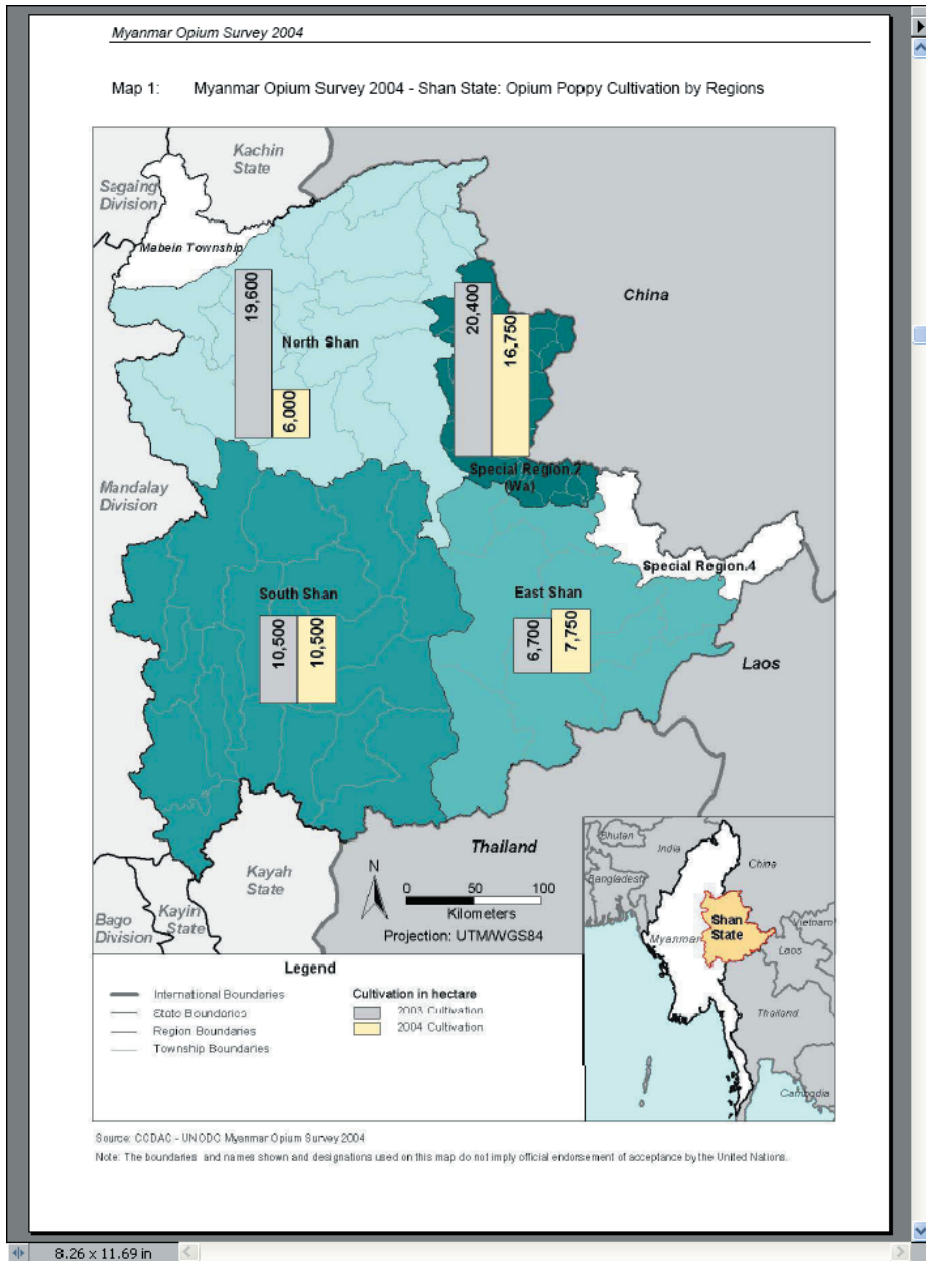 Myanmar Opium Survey 2004
Map 1: Myanmar Opium Survey 2004 - Shan State: Opium Poppy Cultivation by Regions
Kachin
State
Sagaing
Division
Mabein Township
China
19,600
6,000
North Shan
20,400
16,750
Special Region.2
(Wa)
Mandalay
Division
Special Region.4
South Shan
10,500
10,500
East Shan
6,700
7,750
Laos
Thailand
Kayah
State
Kayin
State
Bago
Division
N
0 50 100
Kilometers
Projection: UTM/WGS84
Bhutan
India
China
Bangladesh
Shan
State
Myanmar
Vietnam
Laos
Thailand
Cambodia
Legend
International Boundaries
State Boundaries
Region Boundaries
Township Boundaries
Cultivation in hectare
2003 Cultivation
2004 Cultivation
Source: CCDAC - UNODC Myanmar Opium Survey 2004
Note: The boundaries and names shown and designations used on this map do not imply official endorsement of acceptance by the United Nations.
8.26 x 11.69 in